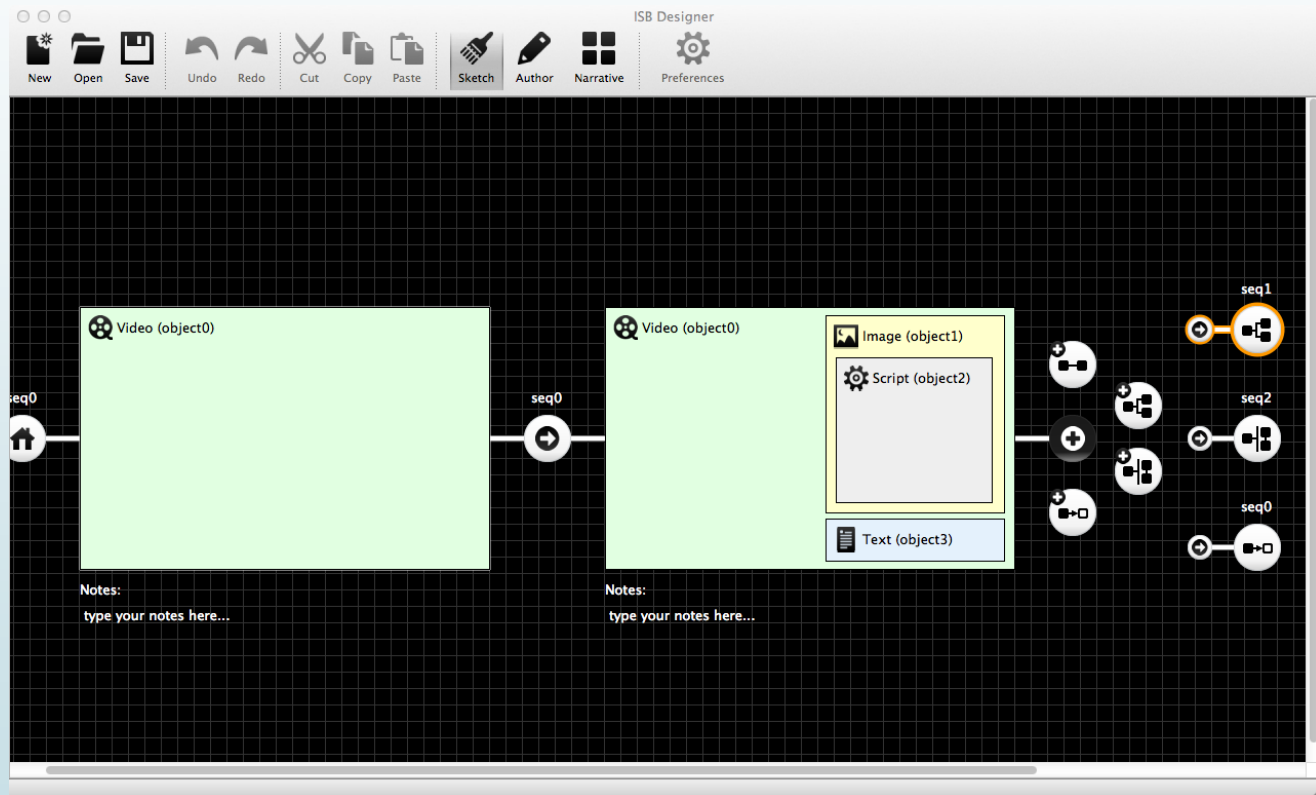 ISB Designer
New Open Save Undo Redo Cut Copy Paste Sketch Author Narrative Preferences
seq1
Video (object0)
Video (object0)
Image (object1)
Script (object2)
eq0
seq0
seq2
seq0
Text (object3)
Notes:
Notes:
type your notes here...
type your notes here...